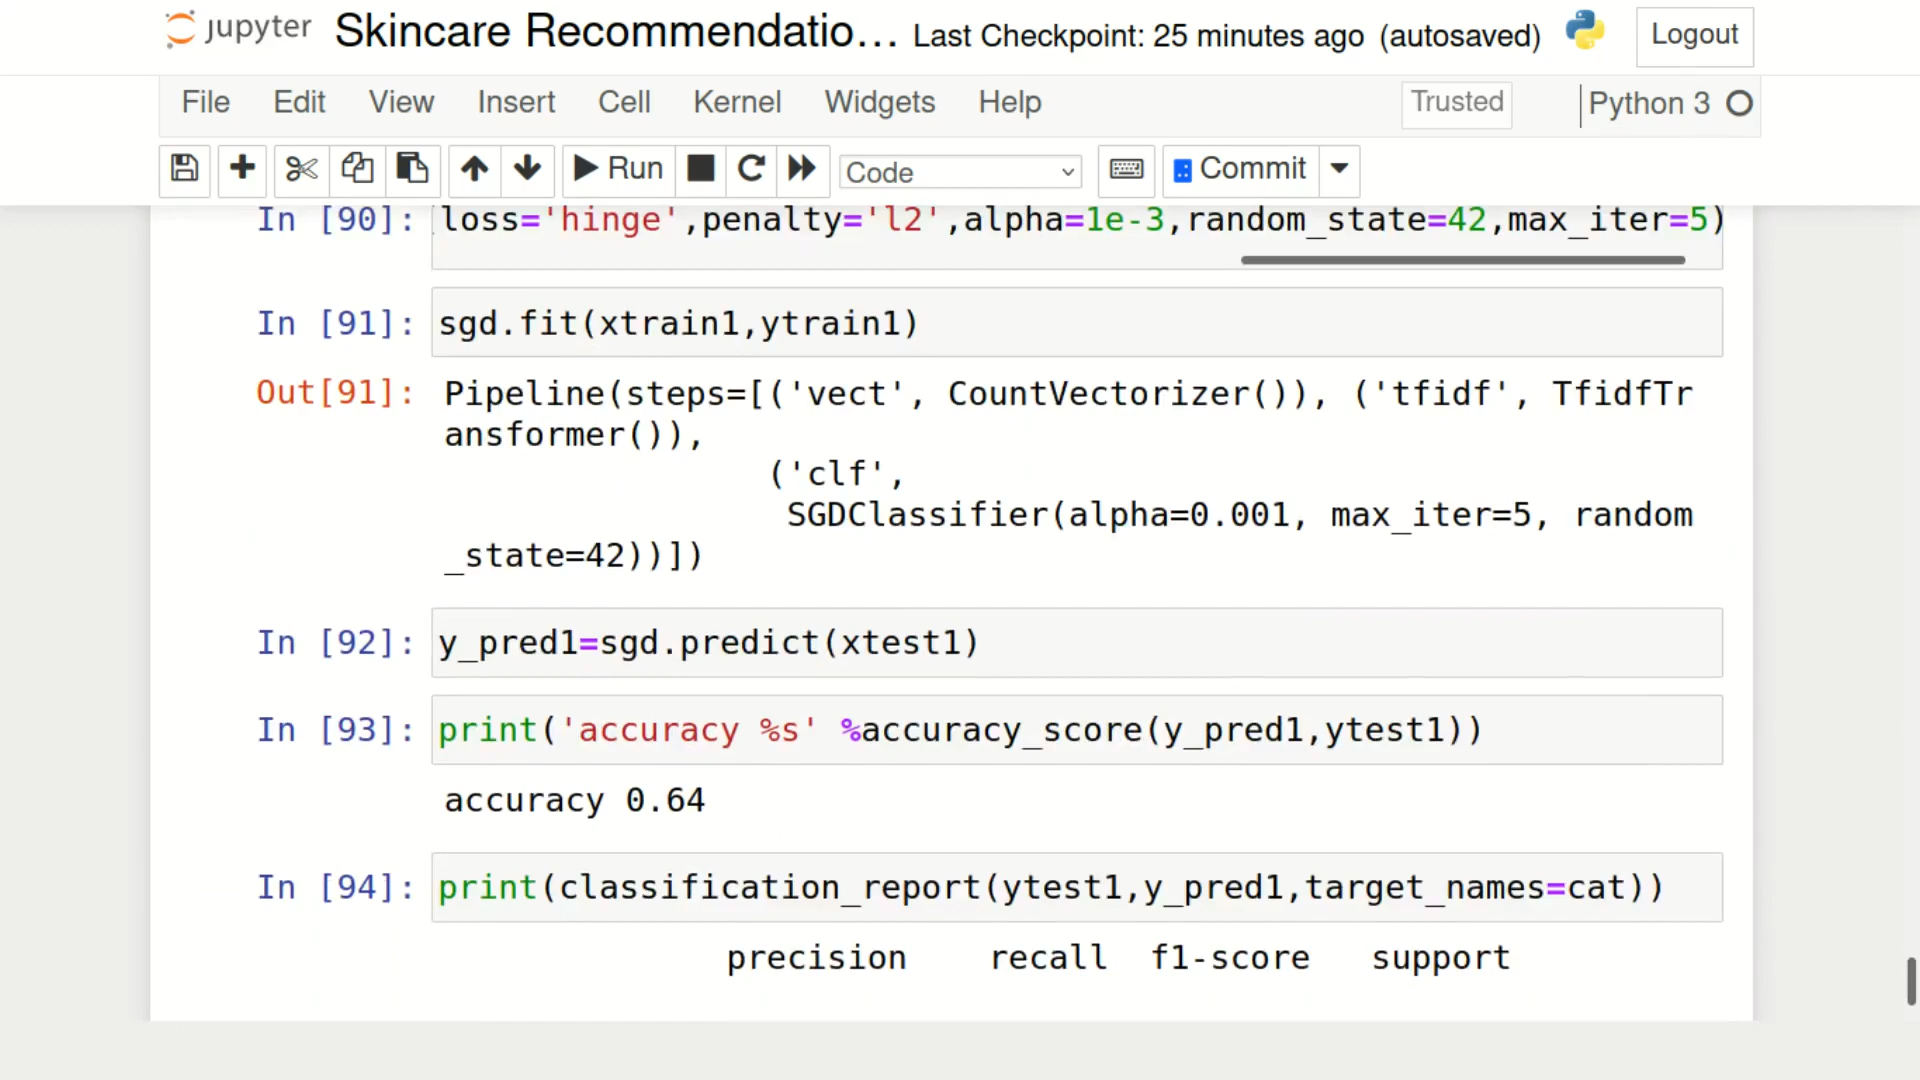 jupyter Skincare Recommendatio... Last Checkpoint: 25 minutes ago (autosaved) Logout
File Edit View Insert Cell Kernel Widgets Help Trusted Python 3
Run Code Commit
In [90]: loss='hinge',penalty='l2',alpha=1e-3,random_state=42,max_iter=5)
In [91]: sgd.fit(xtrain1,ytrain1)
Out[91]: Pipeline(steps=[('vect', CountVectorizer()), ('tfidf', TfidfTr
ansformer()),
('clf',
SGDClassifier(alpha=0.001, max_iter=5, random
_state=42))])
In [92]: y_pred1=sgd.predict(xtest1)
In [93]: print('accuracy %s' %accuracy_score(y_pred1,ytest1))
accuracy 0.64
In [94]: print(classification_report(ytest1,y_pred1,target_names=cat))
precision recall f1-score support